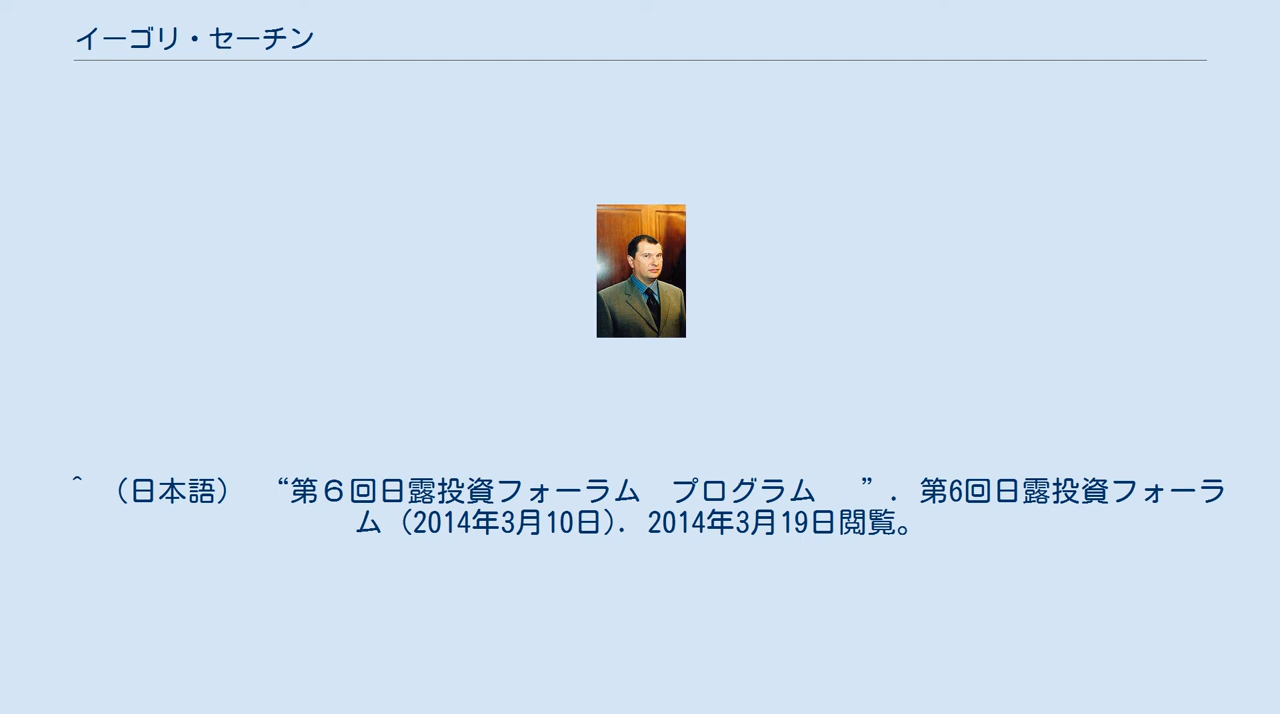 イーゴリ・セーチン
^ （日本語）　“第６回日露投資フォーラム　プログラム　”． 第6回日露投資フォーラ
ム (2014年3月10日). 2014年3月19日閲覧。